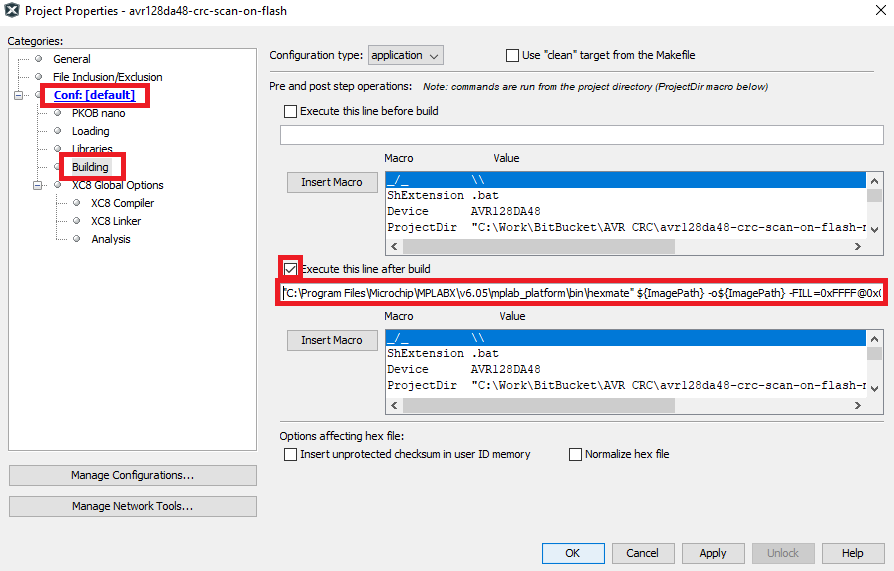 Project Properties - avr128da48-crc-scan-on-flash
Categories:
General
File Inclusion/Exclusion
Conf: [default]
PKOB nano
Loading
Libraries
Building
XC8 Global Options
XC8 Compiler
XC8 Linker
Analysis
Manage Configurations...
Manage Network Tools...
Configuration type: application Use "clean" target from the Makefile
Pre and post step operations: Note: commands are run from the project directory (ProjectDir macro below)
Execute this line before build
Macro Value
Insert Macro
_/_ \\
ShExtension .bat
Device AVR128DA48
ProjectDir "C:\Work\BitBucket\AVR CRC\avr128da48-crc-scan-on-flash-
Execute this line after build
"C:\Program Files\Microchip\MPLABX\v6.05\mplab_platform\bin\hexmate" ${ImagePath} -o${ImagePath} -FILL=0xFFFF@0x
Macro Value
Insert Macro
_/_ \\
ShExtension .bat
Device AVR128DA48
ProjectDir "C:\Work\BitBucket\AVR CRC\avr128da48-crc-scan-on-flash-
Options affecting hex file:
Insert unprotected checksum in user ID memory Normalize hex file
OK Cancel Apply Unlock Help